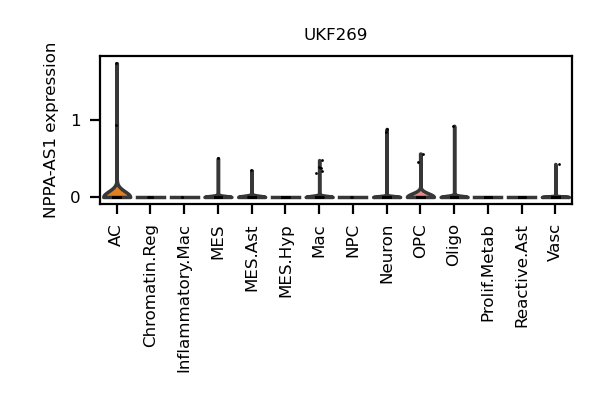 UKF269
NPPA-AS1 expression
1
0
AC
Chromatin.Reg
Inflammatory.Mac
MES
MES.Ast
MES.Hyp
Mac
NPC
Neuron
OPC
Oligo
Prolif.Metab
Reactive.Ast
Vasc